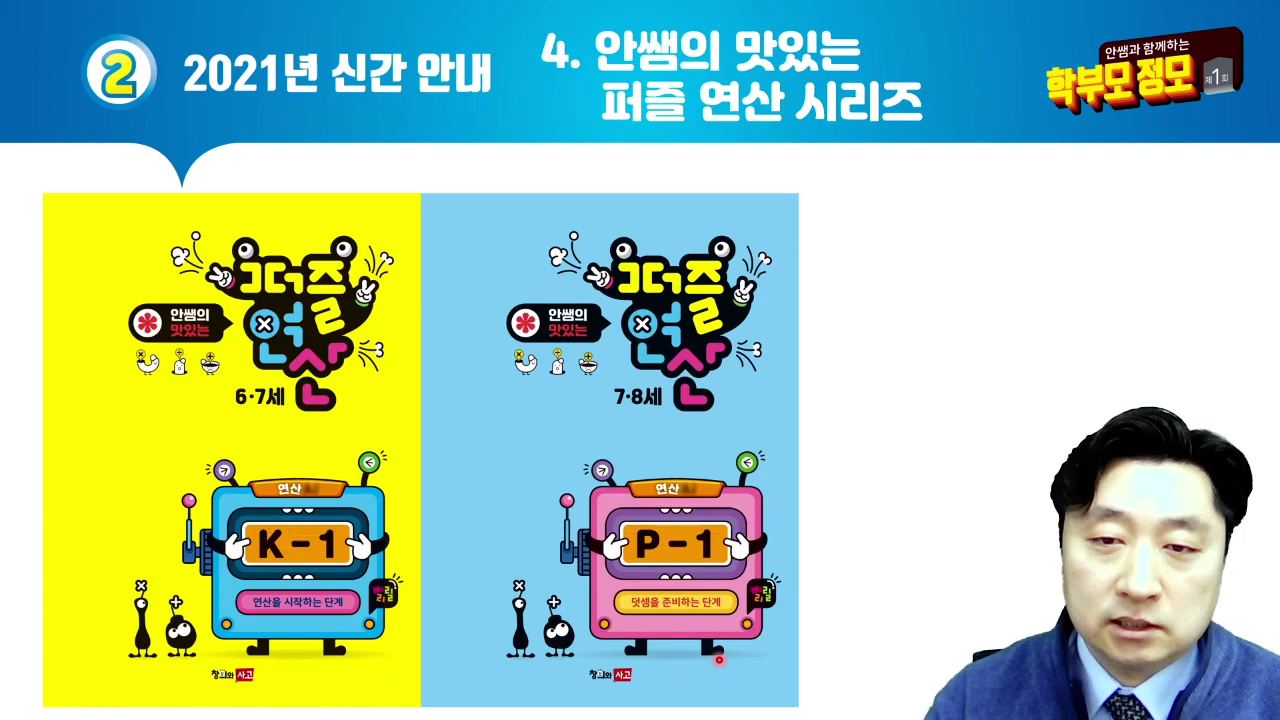 2
2021년 신간 안내
4. 안쌤의 맛있는
퍼즐 연산 시리즈
안쌤과 함께하는
학부모 정모
제1회
안쌤의
맛있는
퍼즐
연산
6·7세
연산
K-1
연산을 시작하는 단계
창의와 사고
안쌤의
맛있는
퍼즐
연산
7·8세
연산
P-1
덧셈을 준비하는 단계
창의와 사고